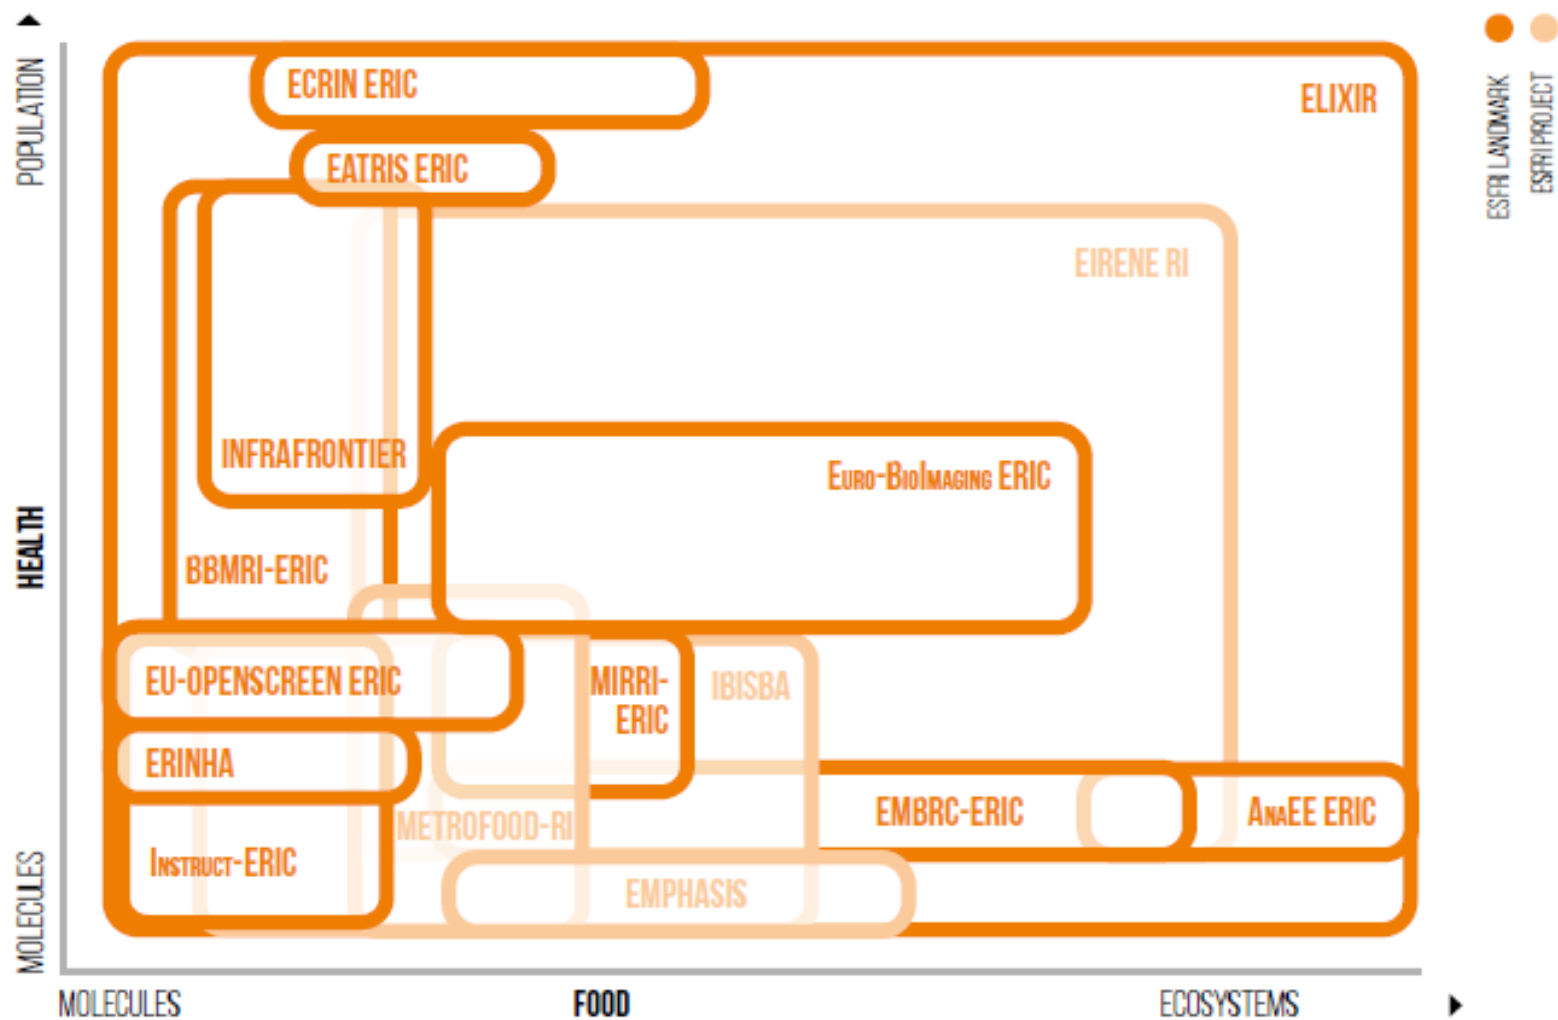 POPULATION
HEALTH
MOLECULES
ECRIN ERIC
ELIXIR
EATRIS ERIC
EIRENE RI
INFRAFRONTIER
EURO-BIOIMAGING ERIC
BBMRI-ERIC
EU-OPENSCREEN ERIC
MIRRI-
ERIC
IBISBA
ERINHA
METROFOOD-RI
EMBRC-ERIC
ANAEE ERIC
INSTRUCT-ERIC
EMPHASIS
MOLECULES
FOOD
ECOSYSTEMS
ESFRI LANDMARK
ESFRI PROJECT